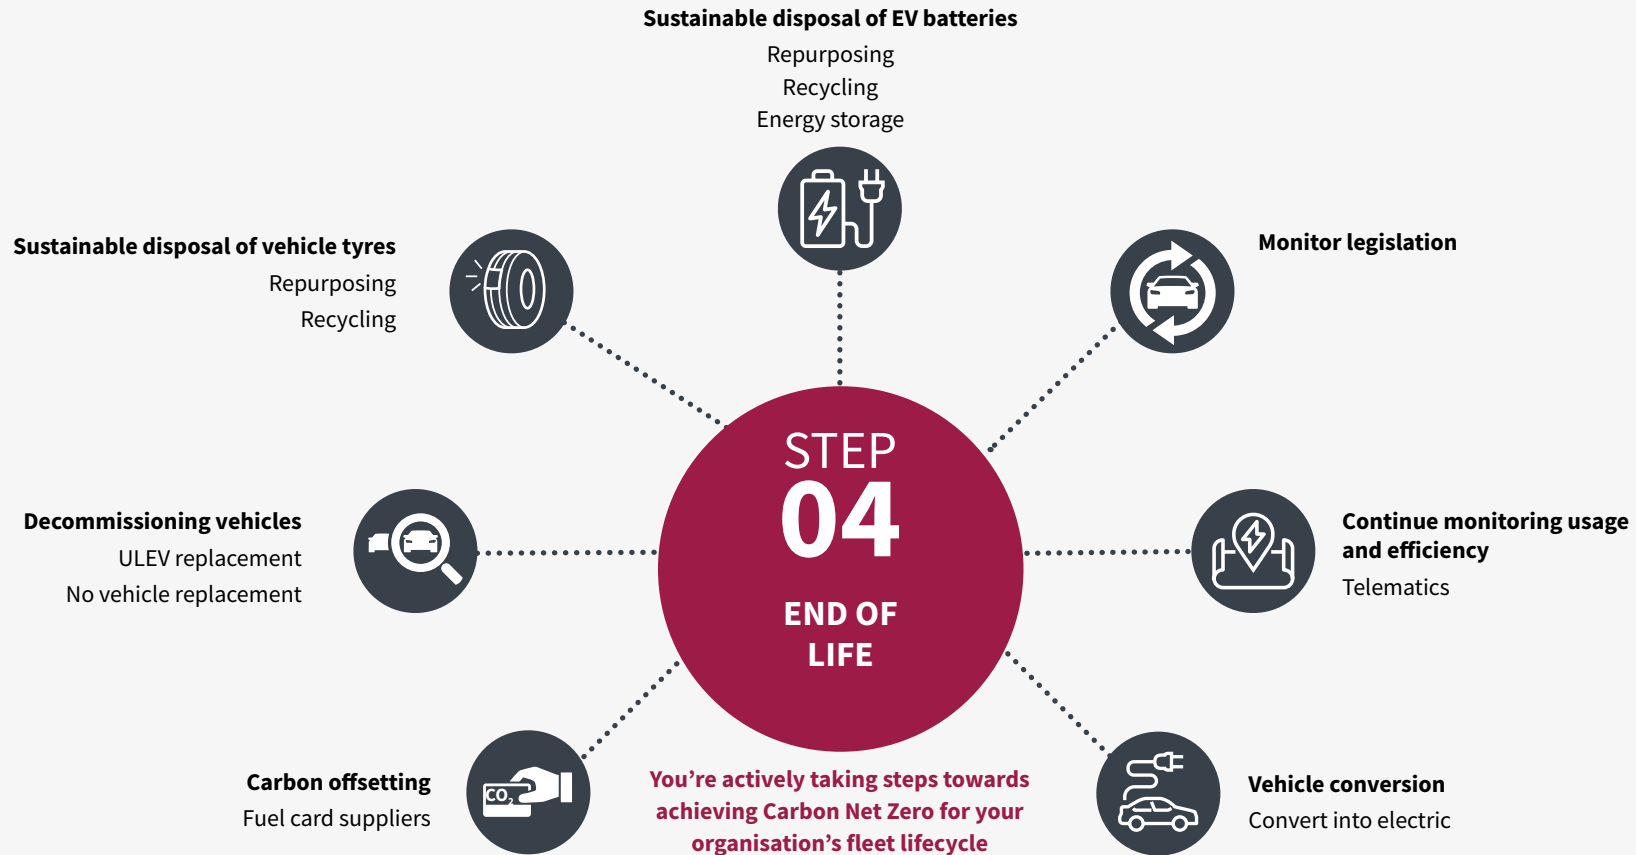 Sustainable disposal of EV batteries
Repurposing
Recycling
Energy storage
Sustainable disposal of vehicle tyres
Repurposing
Recycling
Monitor legislation
STEP
04
END OF
LIFE
Decommissioning vehicles
ULEV replacement
No vehicle replacement
Continue monitoring usage
and efficiency
Telematics
Carbon offsetting
Fuel card suppliers
CO₂
You’re actively taking steps towards
achieving Carbon Net Zero for your
organisation’s fleet lifecycle
Vehicle conversion
Convert into electric